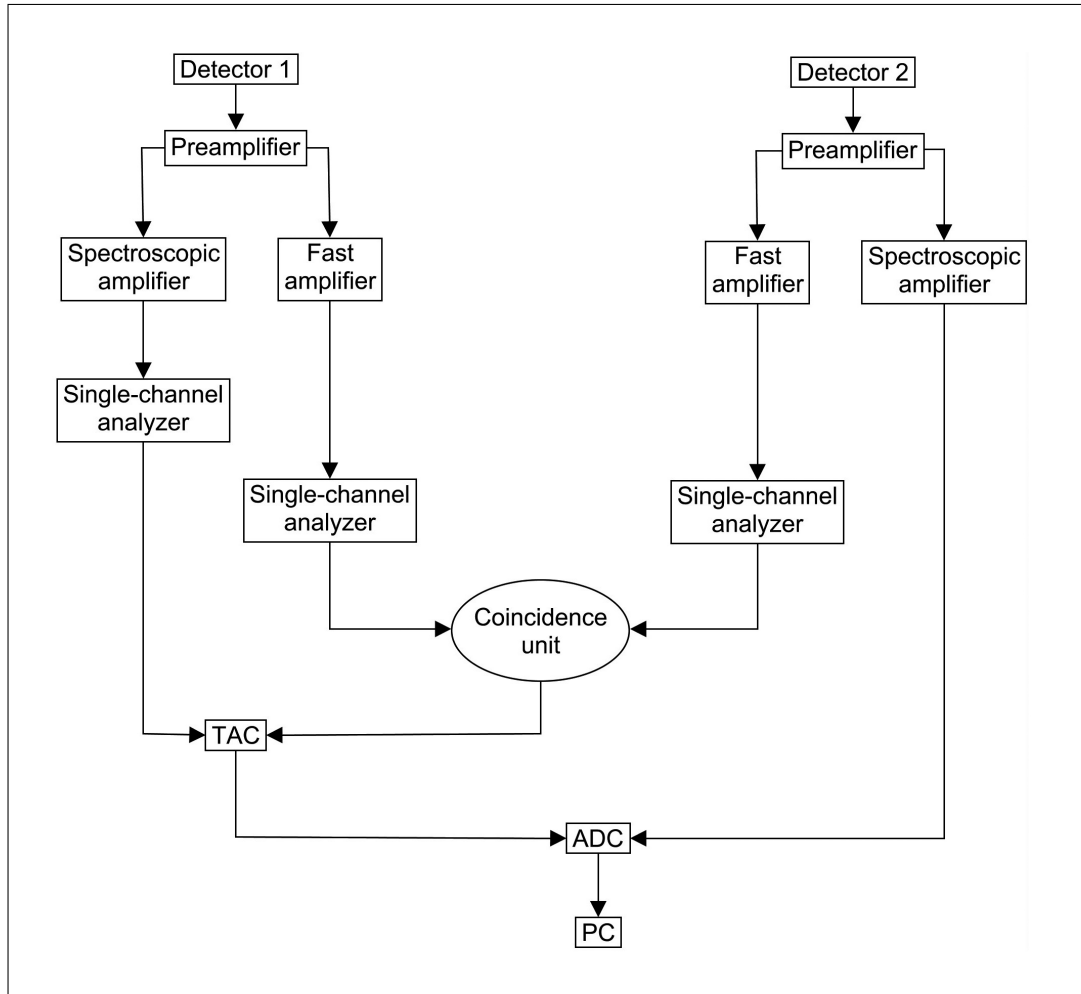 Detector 1
Detector 2
Preamplifier
Preamplifier
Spectroscopic
amplifier
Fast
amplifier
Fast
amplifier
Spectroscopic
amplifier
Single-channel
analyzer
Single-channel
analyzer
Single-channel
analyzer
Coincidence
unit
TAC
ADC
PC